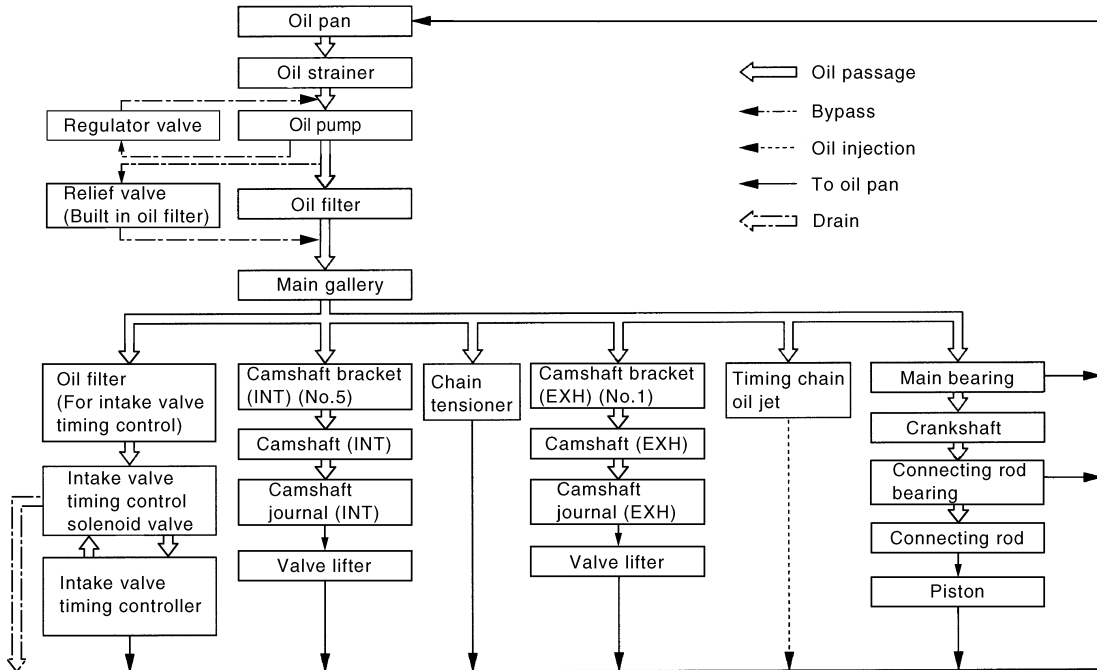 Oil pan
Oil strainer
Oil passage
Bypass
Regulator valve
Oil pump
Oil injection
To oil pan
Relief valve
(Built in oil filter)
Oil filter
Drain
Main gallery
Oil filter
(For intake valve
timing control)
Camshaft bracket
(INT) (No.5)
Chain
tensioner
Camshaft bracket
(EXH) (No.1)
Timing chain
oil jet
Main bearing
Camshaft (INT)
Camshaft (EXH)
Crankshaft
Intake valve
timing control
solenoid valve
Camshaft
journal (INT)
Camshaft
journal (EXH)
Connecting rod
bearing
Connecting rod
Valve lifter
Valve lifter
Intake valve
timing controller
Piston